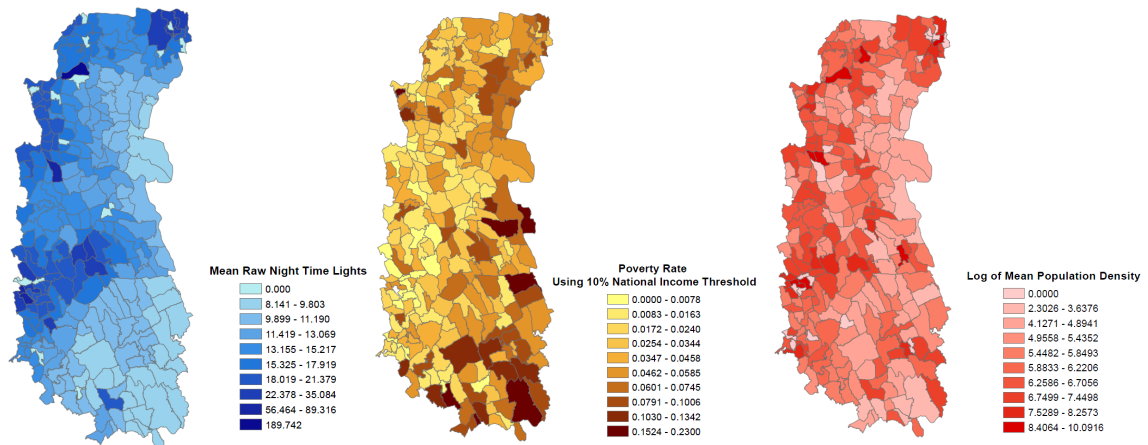 Mean Raw Night Time Lights
0.000
8.141 - 9.803
9.899 - 11.190
11.419 - 13.069
13.155 - 15.217
15.325 - 17.919
18.019 - 21.379
22.378 - 35.084
56.464 - 89.316
189.742
Poverty Rate
Using 10% National Income Threshold
0.0000 - 0.0078
0.0083 - 0.0163
0.0172 - 0.0240
0.0254 - 0.0344
0.0347 - 0.0458
0.0462 - 0.0585
0.0601 - 0.0745
0.0791 - 0.1006
0.1030 - 0.1342
0.1524 - 0.2300
Log of Mean Population Density
0.0000
2.3026 - 3.6376
4.1271 - 4.8941
4.9558 - 5.4352
5.4482 - 5.8493
5.8833 - 6.2206
6.2586 - 6.7056
6.7499 - 7.4498
7.5289 - 8.2573
8.4064 - 10.0916